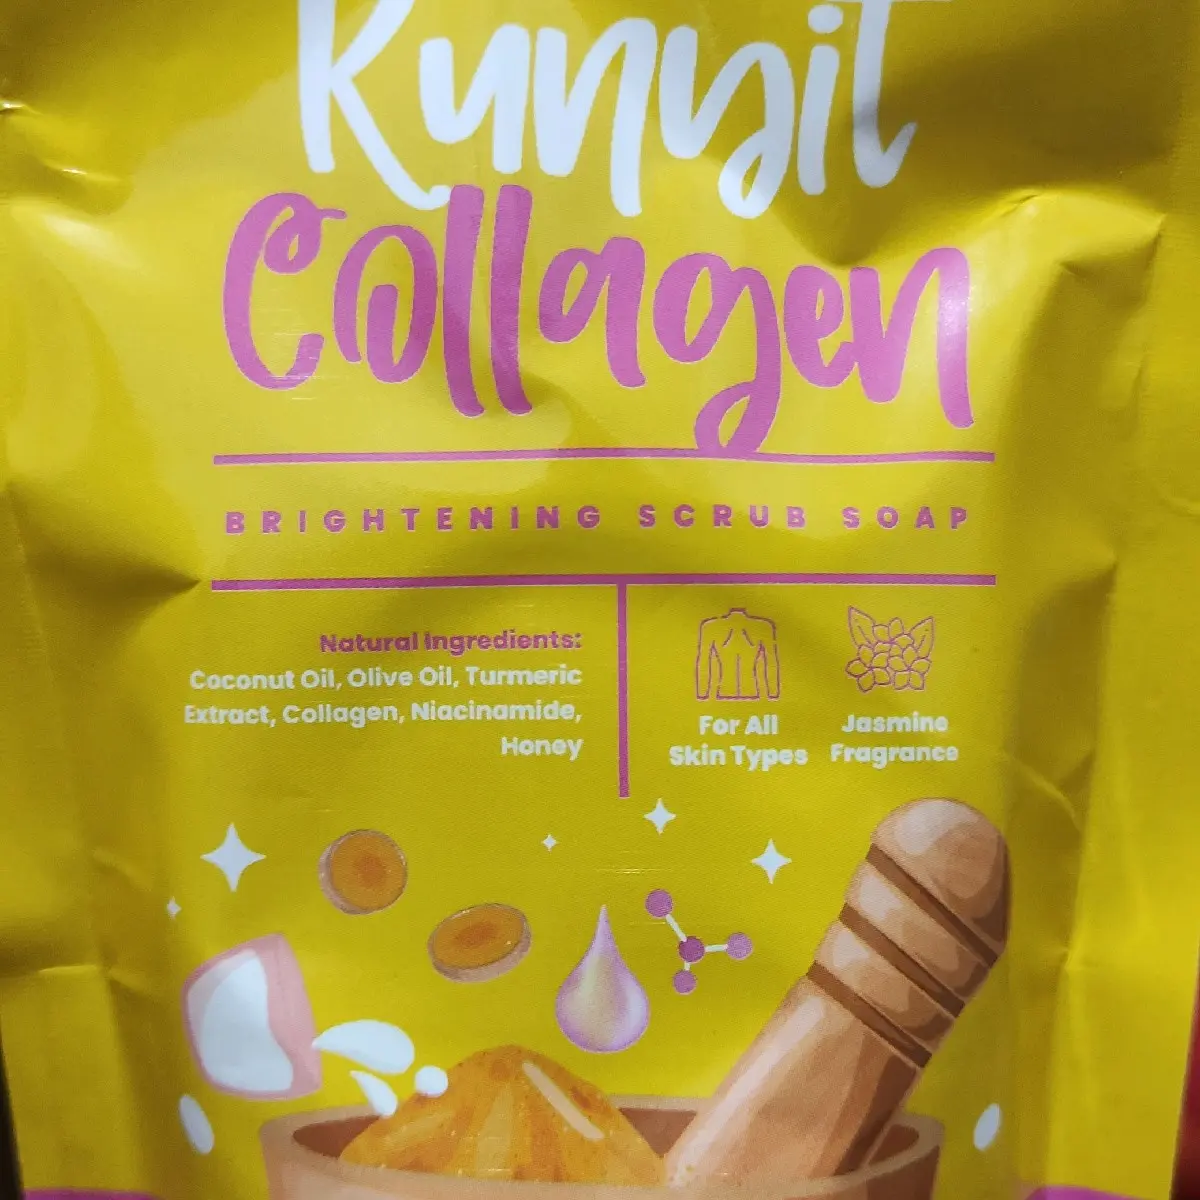 Kunyit
Collagen
BRIGHTENING SCRUB SOAP
Natural Ingredients:
Coconut Oil, Olive Oil, Turmeric
Extract, Collagen, Niacinamide,
Honey
For All
Skin Types
Jasmine
Fragrance